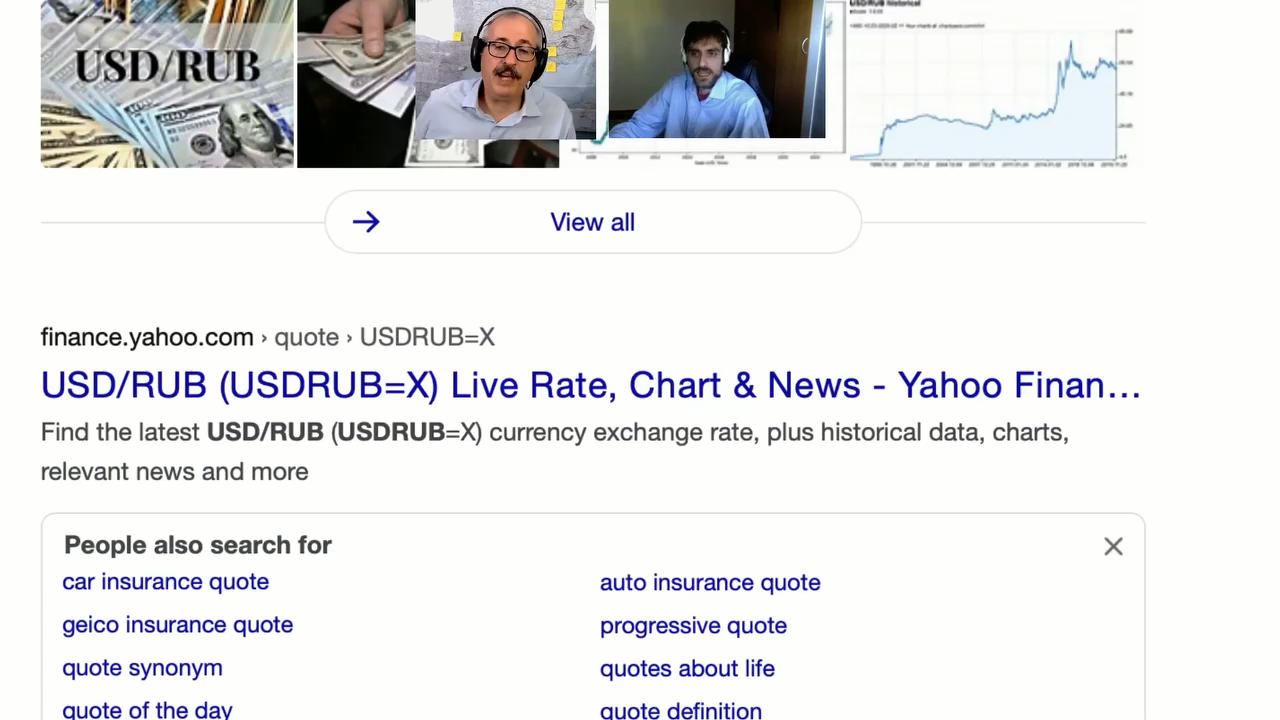 USD/RUB
USD/RUB historical
View all
finance.yahoo.com › quote › USDRUB=X
USD/RUB (USDRUB=X) Live Rate, Chart & News - Yahoo Finan...
Find the latest USD/RUB (USDRUB=X) currency exchange rate, plus historical data, charts,
relevant news and more
People also search for
car insurance quote
auto insurance quote
geico insurance quote
progressive quote
quote synonym
quotes about life
quote of the day
quote definition